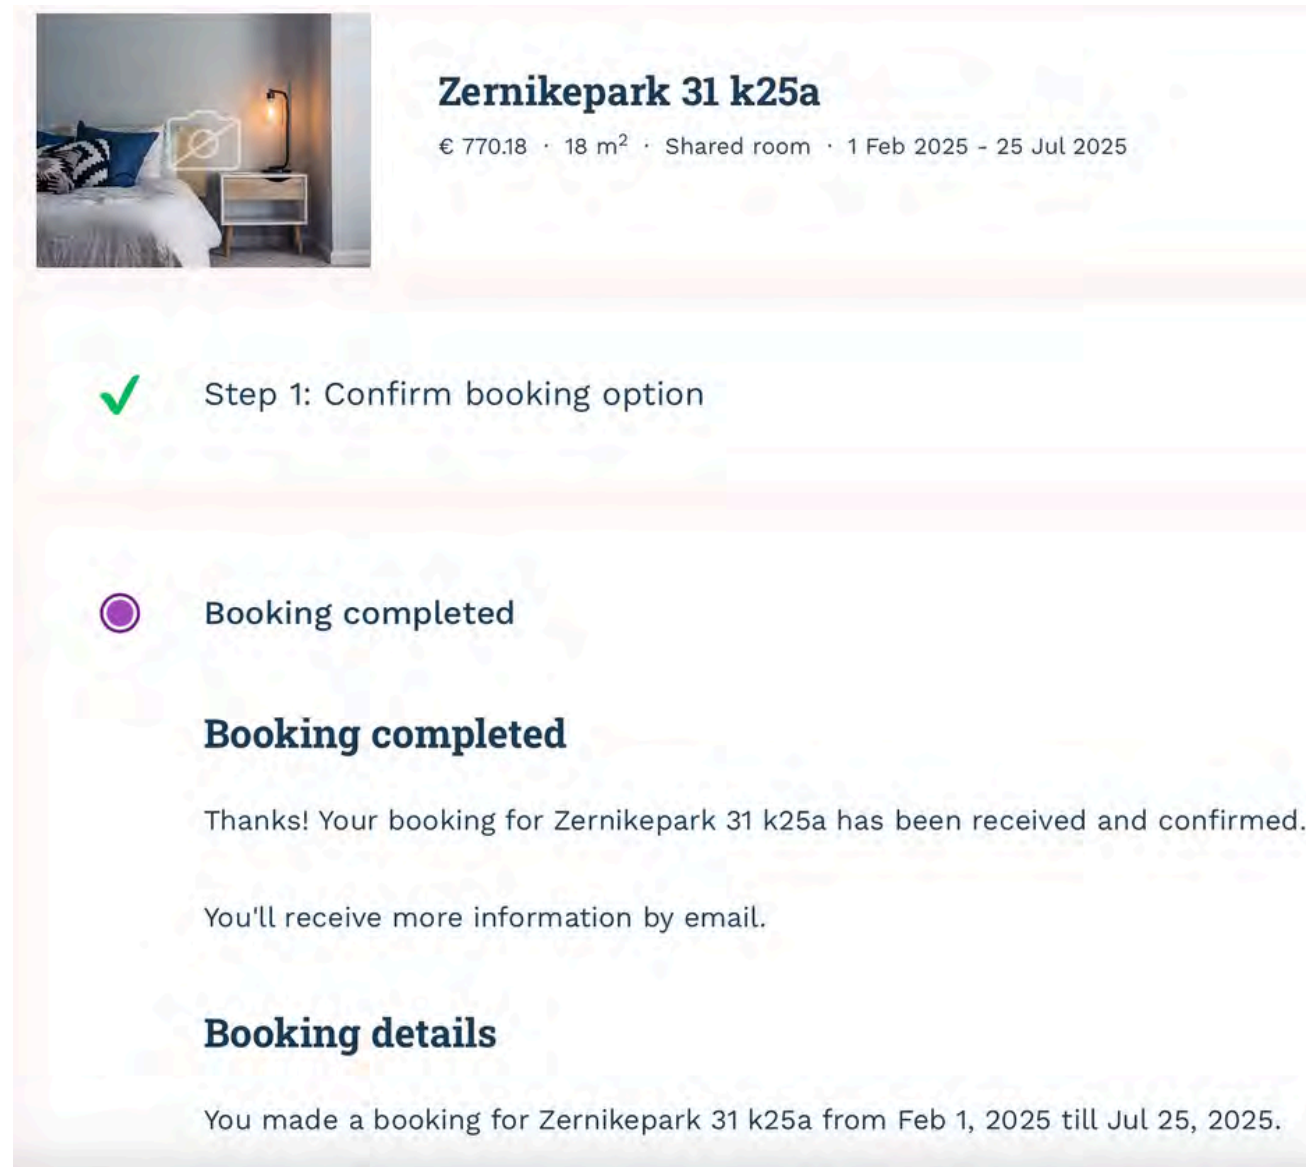 Zernikepark 31 k25a
€ 770.18 · 18 m² · Shared room · 1 Feb 2025 - 25 Jul 2025
Step 1: Confirm booking option
Booking completed
Booking completed
Thanks! Your booking for Zernikepark 31 k25a has been received and confirmed.
You'll receive more information by email.
Booking details
You made a booking for Zernikepark 31 k25a from Feb 1, 2025 till Jul 25, 2025.